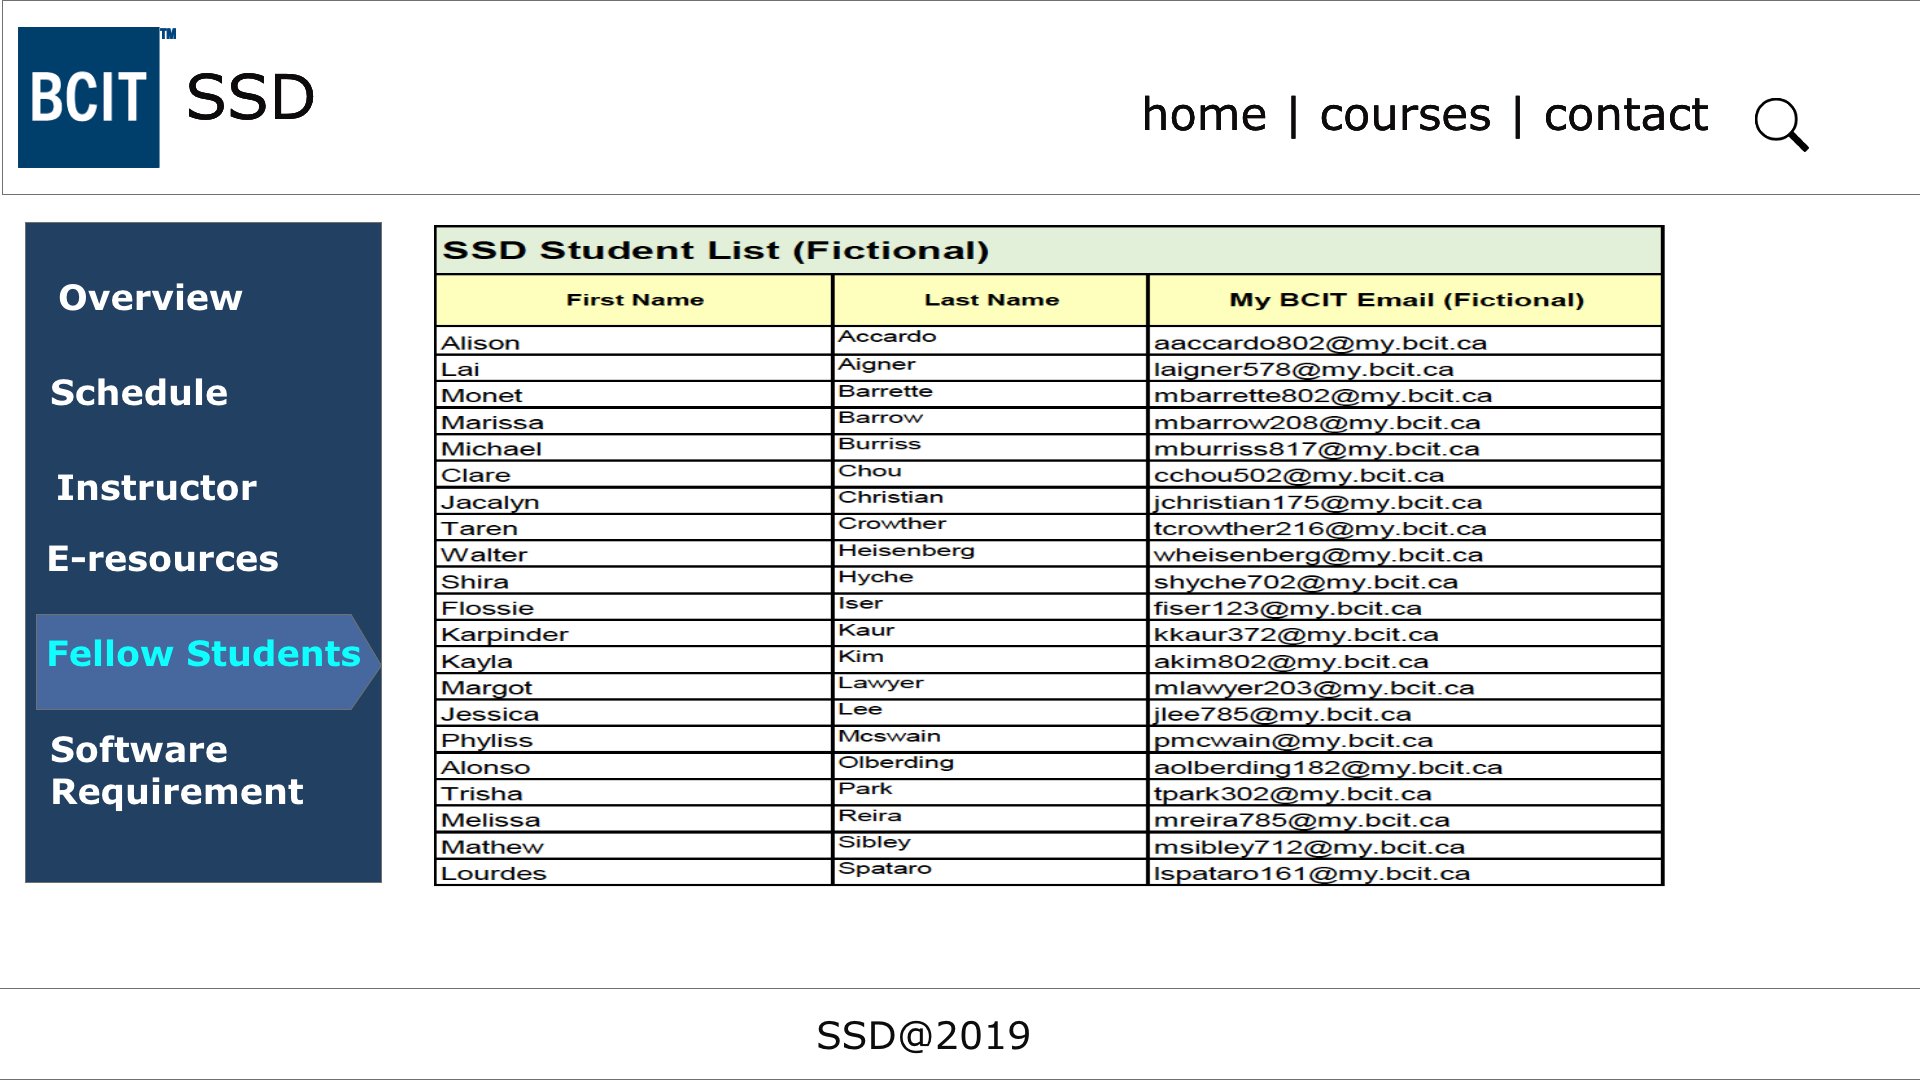 BCIT™ SSD
home | courses | contact
Overview
Schedule
Instructor
E-resources
Fellow Students
Software
Requirement
SSD Student List (Fictional)
First Name Last Name My BCIT Email (Fictional)
Alison Accardo aaccardo802@my.bcit.ca
Lai Aigner laigner578@my.bcit.ca
Monet Barrette mbarrette802@my.bcit.ca
Marissa Barrow mbarrow208@my.bcit.ca
Michael Burriss mburriss817@my.bcit.ca
Clare Chou cchou502@my.bcit.ca
Jacalyn Christian jchristian175@my.bcit.ca
Taren Crowther tcrowther216@my.bcit.ca
Walter Heisenberg wheisenberg@my.bcit.ca
Shira Hyche shyche702@my.bcit.ca
Flossie Iser fiser123@my.bcit.ca
Karpinder Kaur kkaur372@my.bcit.ca
Kayla Kim akim802@my.bcit.ca
Margot Lawyer mlawyer203@my.bcit.ca
Jessica Lee jlee785@my.bcit.ca
Phyliss Mcswain pmcwain@my.bcit.ca
Alonso Olberding aolberding182@my.bcit.ca
Trisha Park tpark302@my.bcit.ca
Melissa Reira mreira785@my.bcit.ca
Mathew Sibley msibley712@my.bcit.ca
Lourdes Spataro lspataro161@my.bcit.ca
SSD@2019